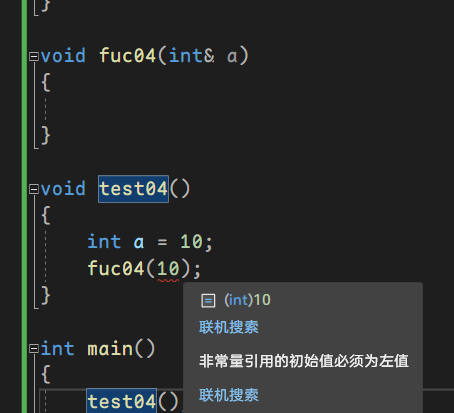 }
void fuc04(int& a)
{
}
void test04()
{
int a = 10;
fuc04(10);
}
(int)10
联机搜索
非常量引用的初始值必须为左值
联机搜索
int main()
{
test04()